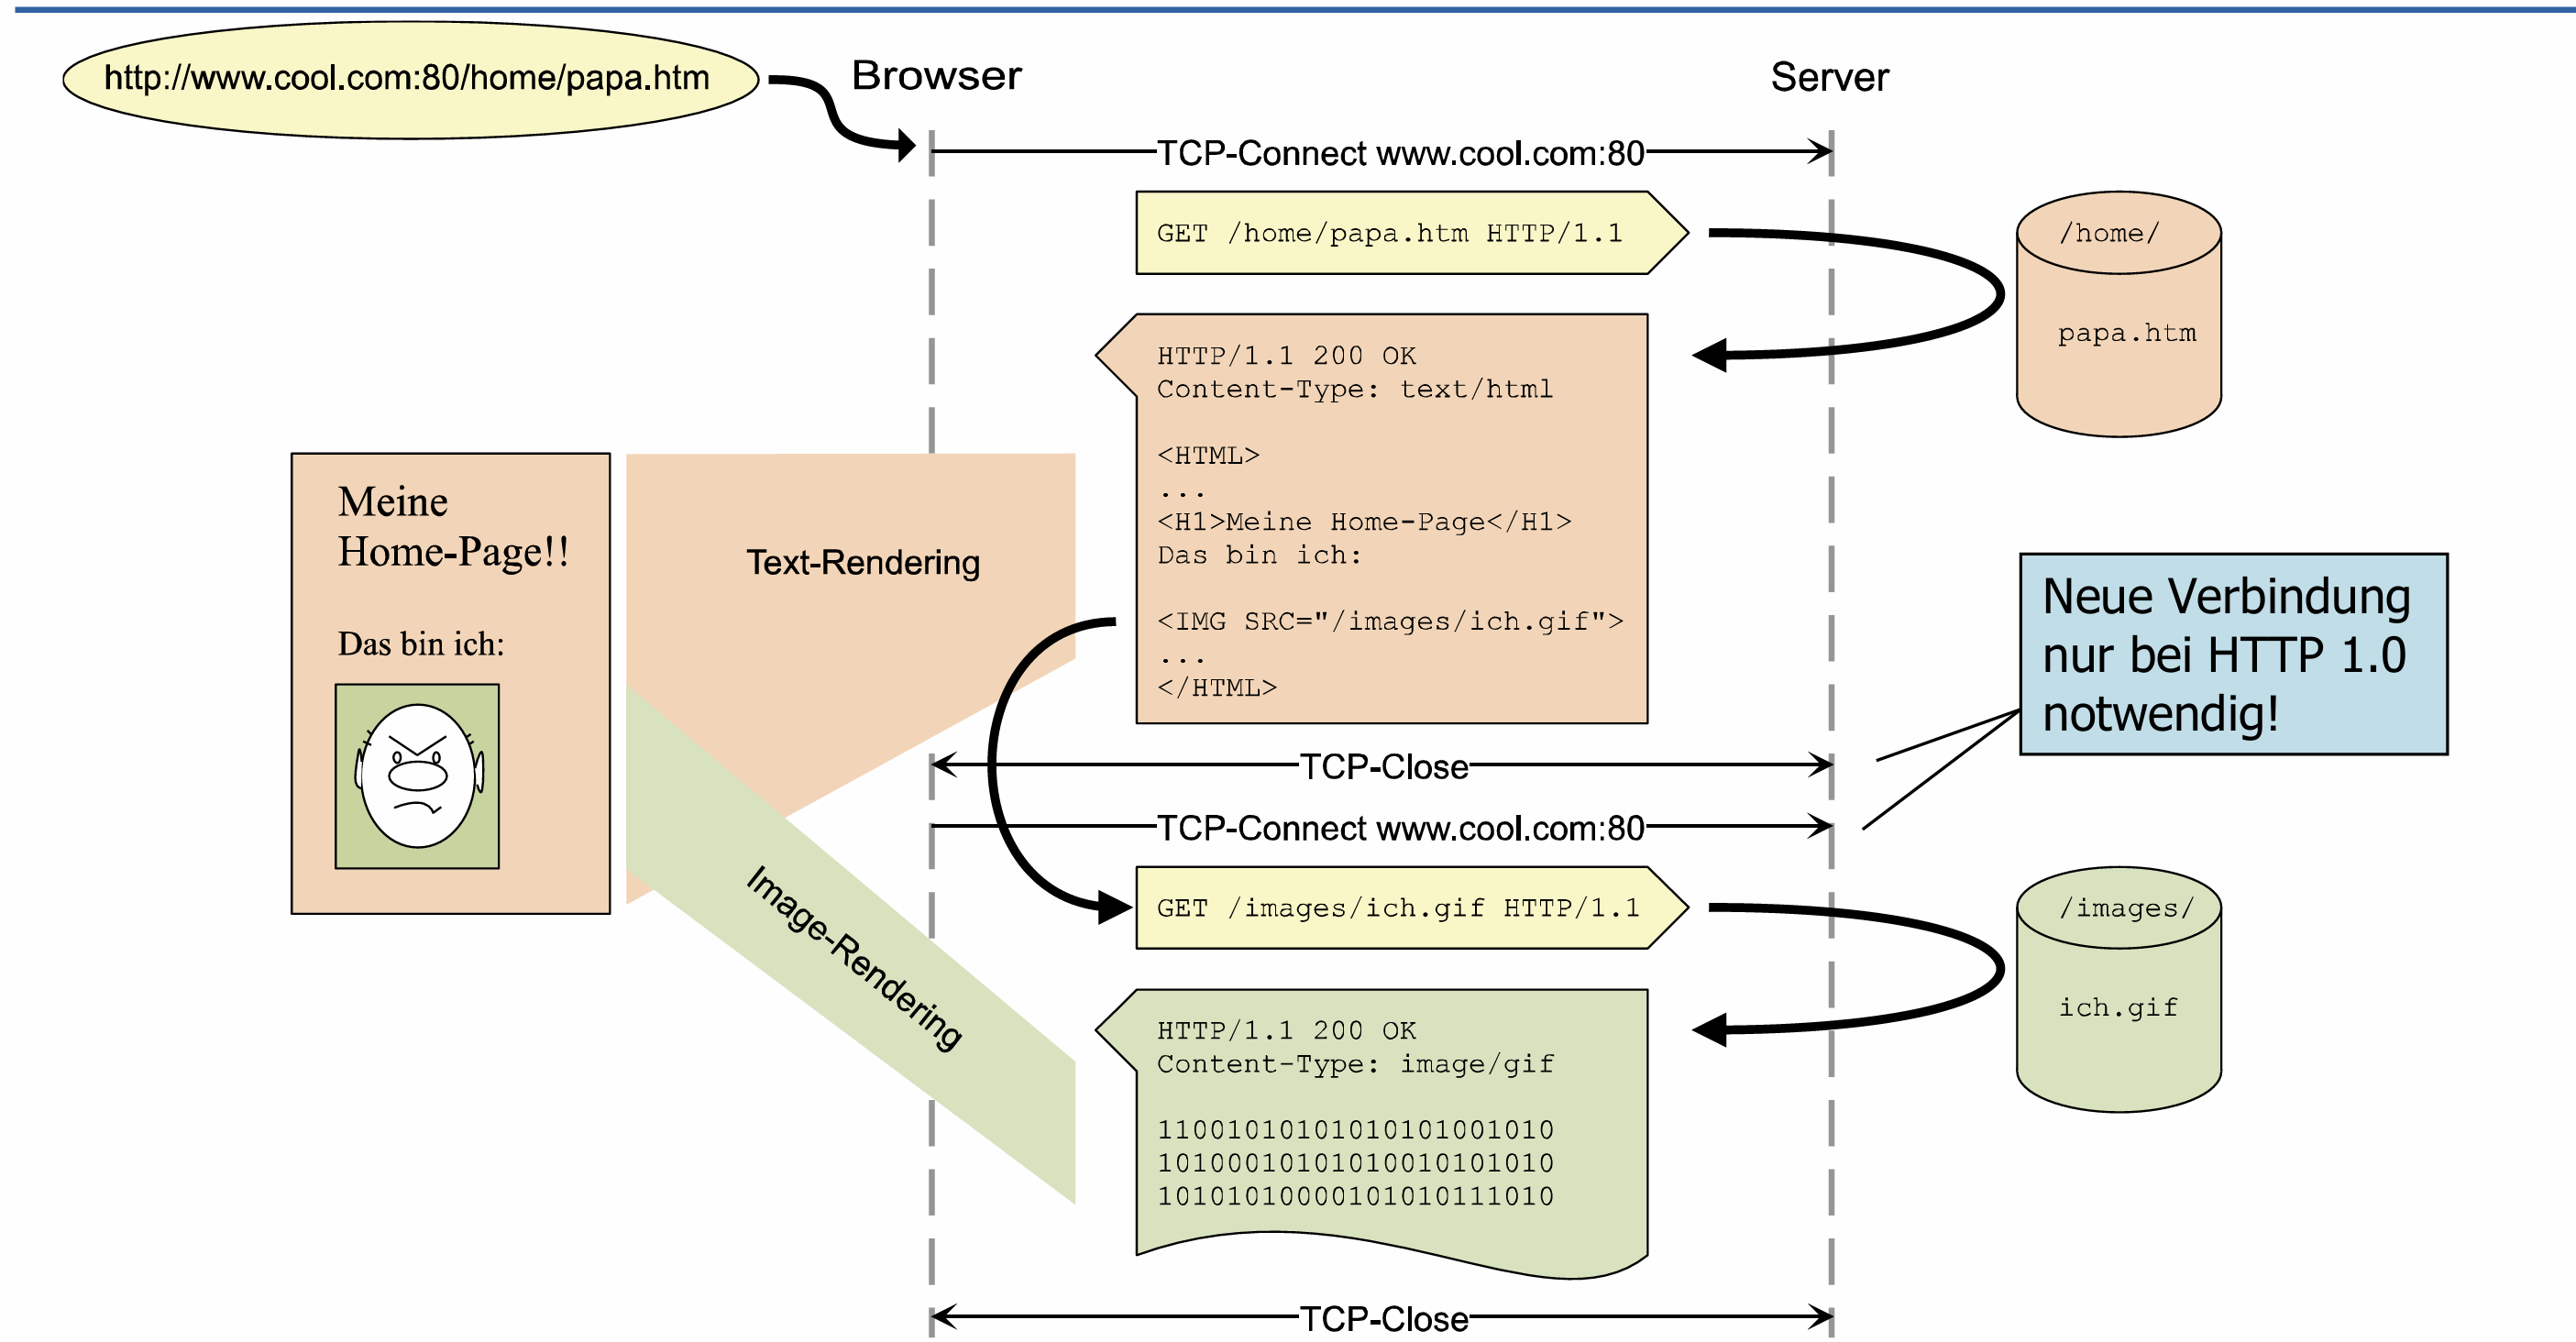 http://www.cool.com:80/home/papa.htm
Browser
Server
TCP-Connect www.cool.com:80
GET /home/papa.htm HTTP/1.1
/home/
papa.htm
HTTP/1.1 200 OK
Content-Type: text/html
<HTML>
...
<H1>Meine Home-Page</H1>
Das bin ich:
<IMG SRC="/images/ich.gif">
...
</HTML>
Meine
Home-Page!!
Das bin ich:
Text-Rendering
Neue Verbindung
nur bei HTTP 1.0
notwendig!
TCP-Close
TCP-Connect www.cool.com:80
Image-Rendering
GET /images/ich.gif HTTP/1.1
/images/
ich.gif
HTTP/1.1 200 OK
Content-Type: image/gif
11001010101010101001010
10100010101010010101010
10101010000101010111010
TCP-Close